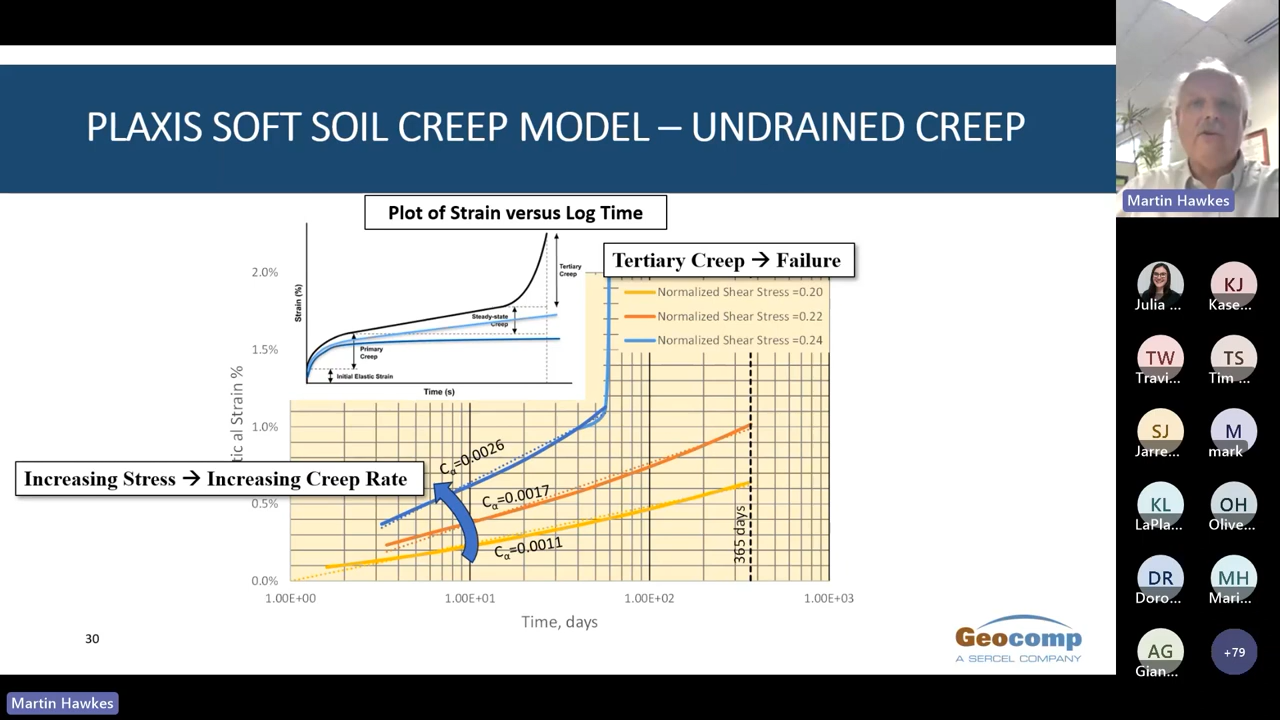 PLAXIS SOFT SOIL CREEP MODEL – UNDRAINED CREEP
Plot of Strain versus Log Time
Tertiary Creep → Failure
Strain (%)
Tertiary
Creep
Steady-state
Creep
Primary
Creep
Initial Elastic Strain
Time (s)
Normalized Shear Stress =0.20
Normalized Shear Stress =0.22
Normalized Shear Stress =0.24
2.0%
1.5%
1.0%
0.5%
0.0%
tical Strain %
Increasing Stress → Increasing Creep Rate
Cα=0.0026
Cα=0.0017
Cα=0.0011
365 days
1.00E+00
1.00E+01
1.00E+02
1.00E+03
Time, days
30
Geocomp
A SERCEL COMPANY
Martin Hawkes
Martin Hawkes
Julia ...
KJ
Kase...
TW
Travi...
TS
Tim ...
SJ
Jarre...
M
mark
KL
LaPla...
OH
Olive...
DR
Doro...
MH
Mari...
AG
Gian...
+79